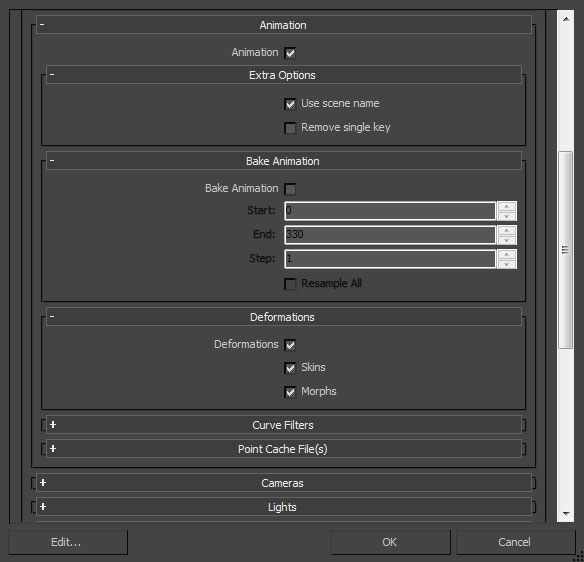 - Animation
Animation
- Extra Options
Use scene name
Remove single key
- Bake Animation
Bake Animation
Start: 0
End: 330
Step: 1
Resample All
- Deformations
Deformations
Skins
Morphs
+ Curve Filters
+ Point Cache File(s)
+ Cameras
+ Lights
Edit... OK Cancel